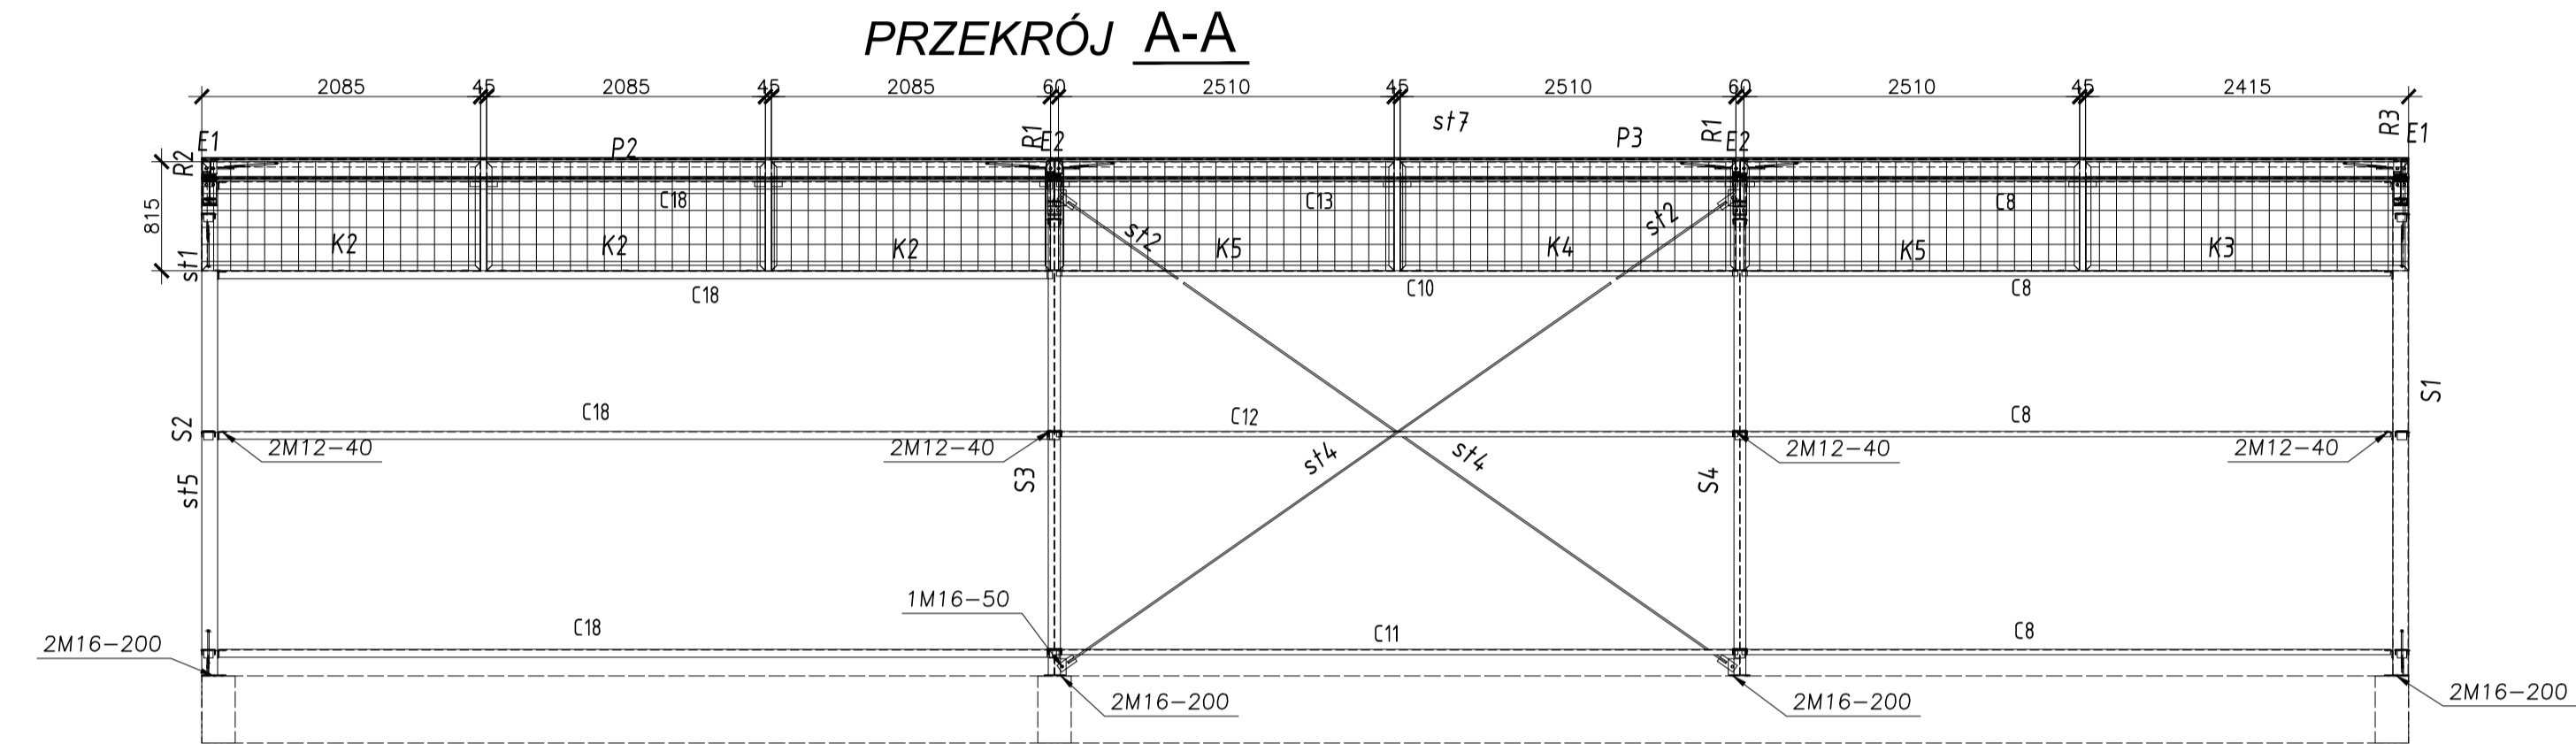 PRZEKRÓJ A-A
2085 45 2085 45 2085 60 2510 45 2510 60 2510 45 2415
st7
E1 P2 R1 E2 P3 R1 E2 R3 E1
R2
815
C18 C13 C8
st2 st2
K2 K2 K2 K5 K4 K5 K3
st1
C18 C10 C8
S1
C18 C12 C8
S2
2M12-40 2M12-40 2M12-40 2M12-40
st4 st4
st5 S3 S4
1M16-50
C18 C11 C8
2M16-200
2M16-200 2M16-200 2M16-200